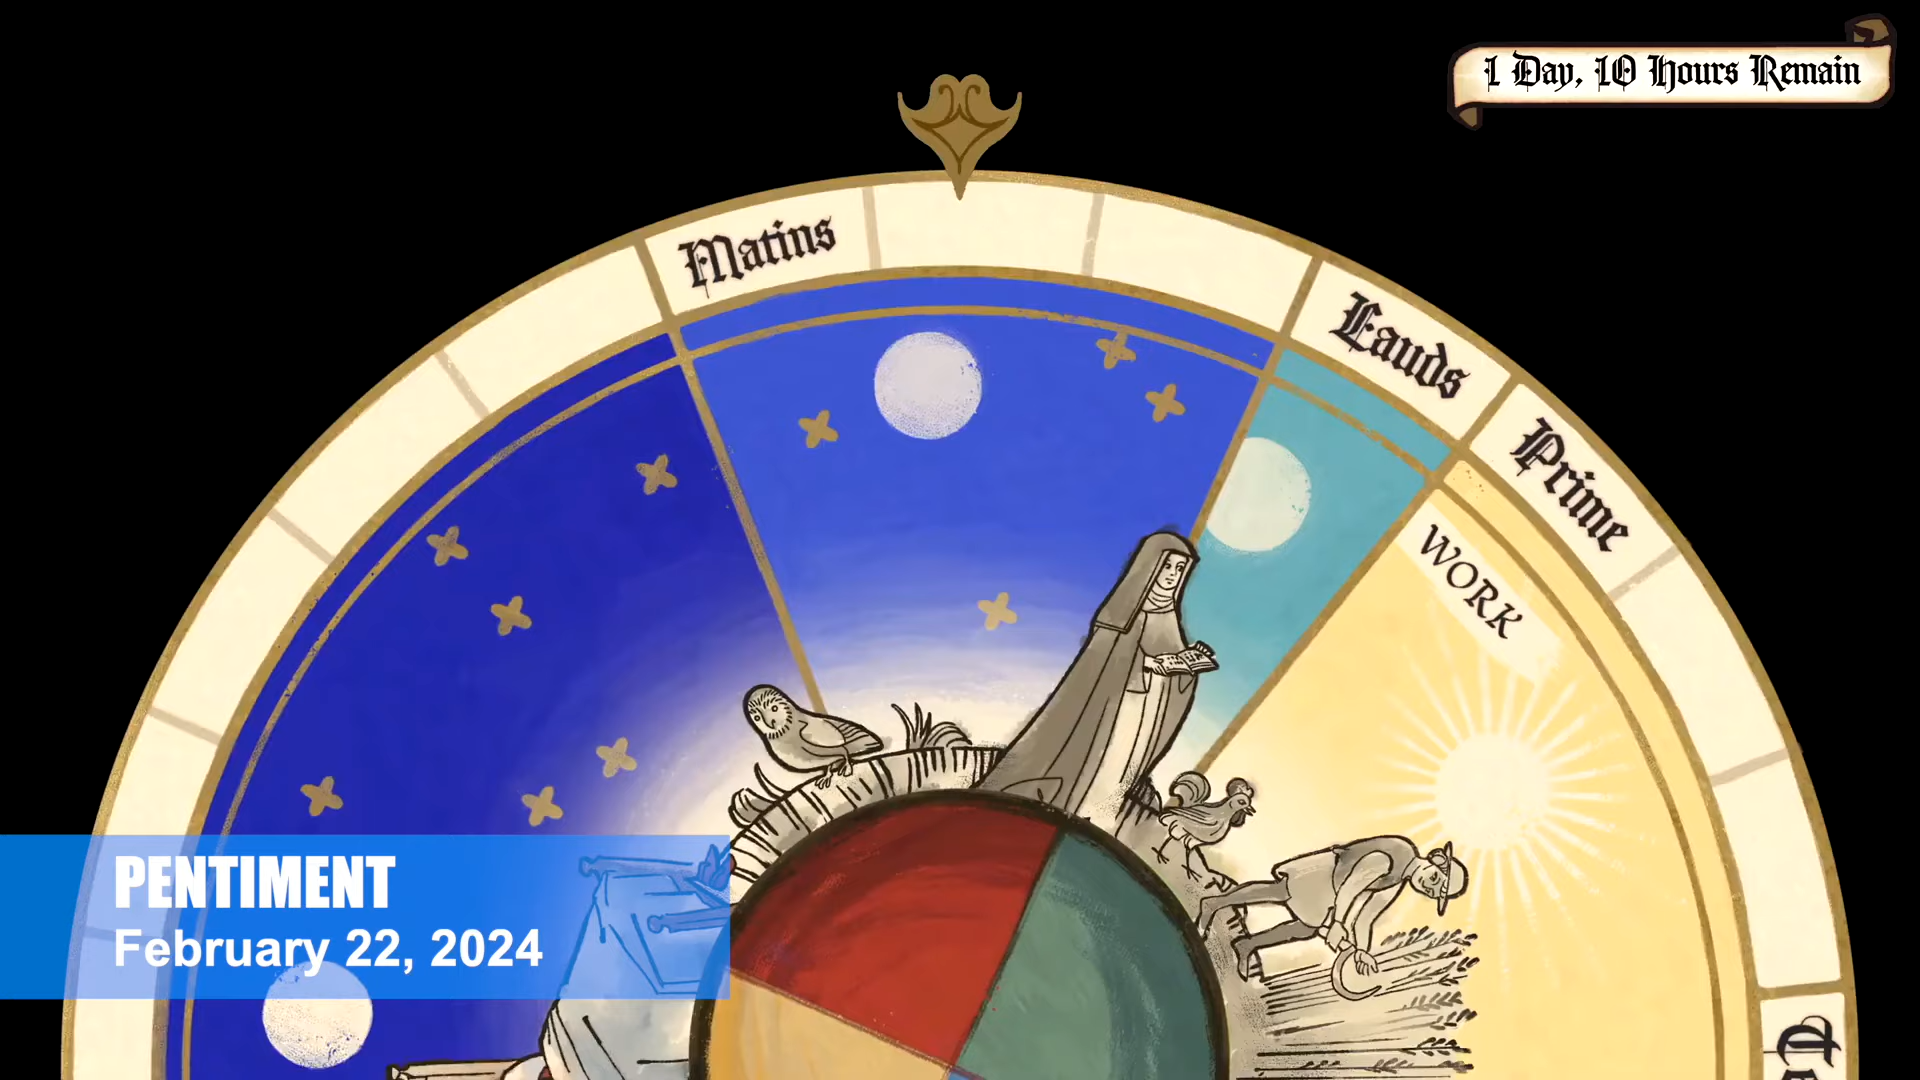 1 Day, 10 Hours Remain
Matins
Lauds
Prime
WORK
PENTIMENT
February 22, 2024